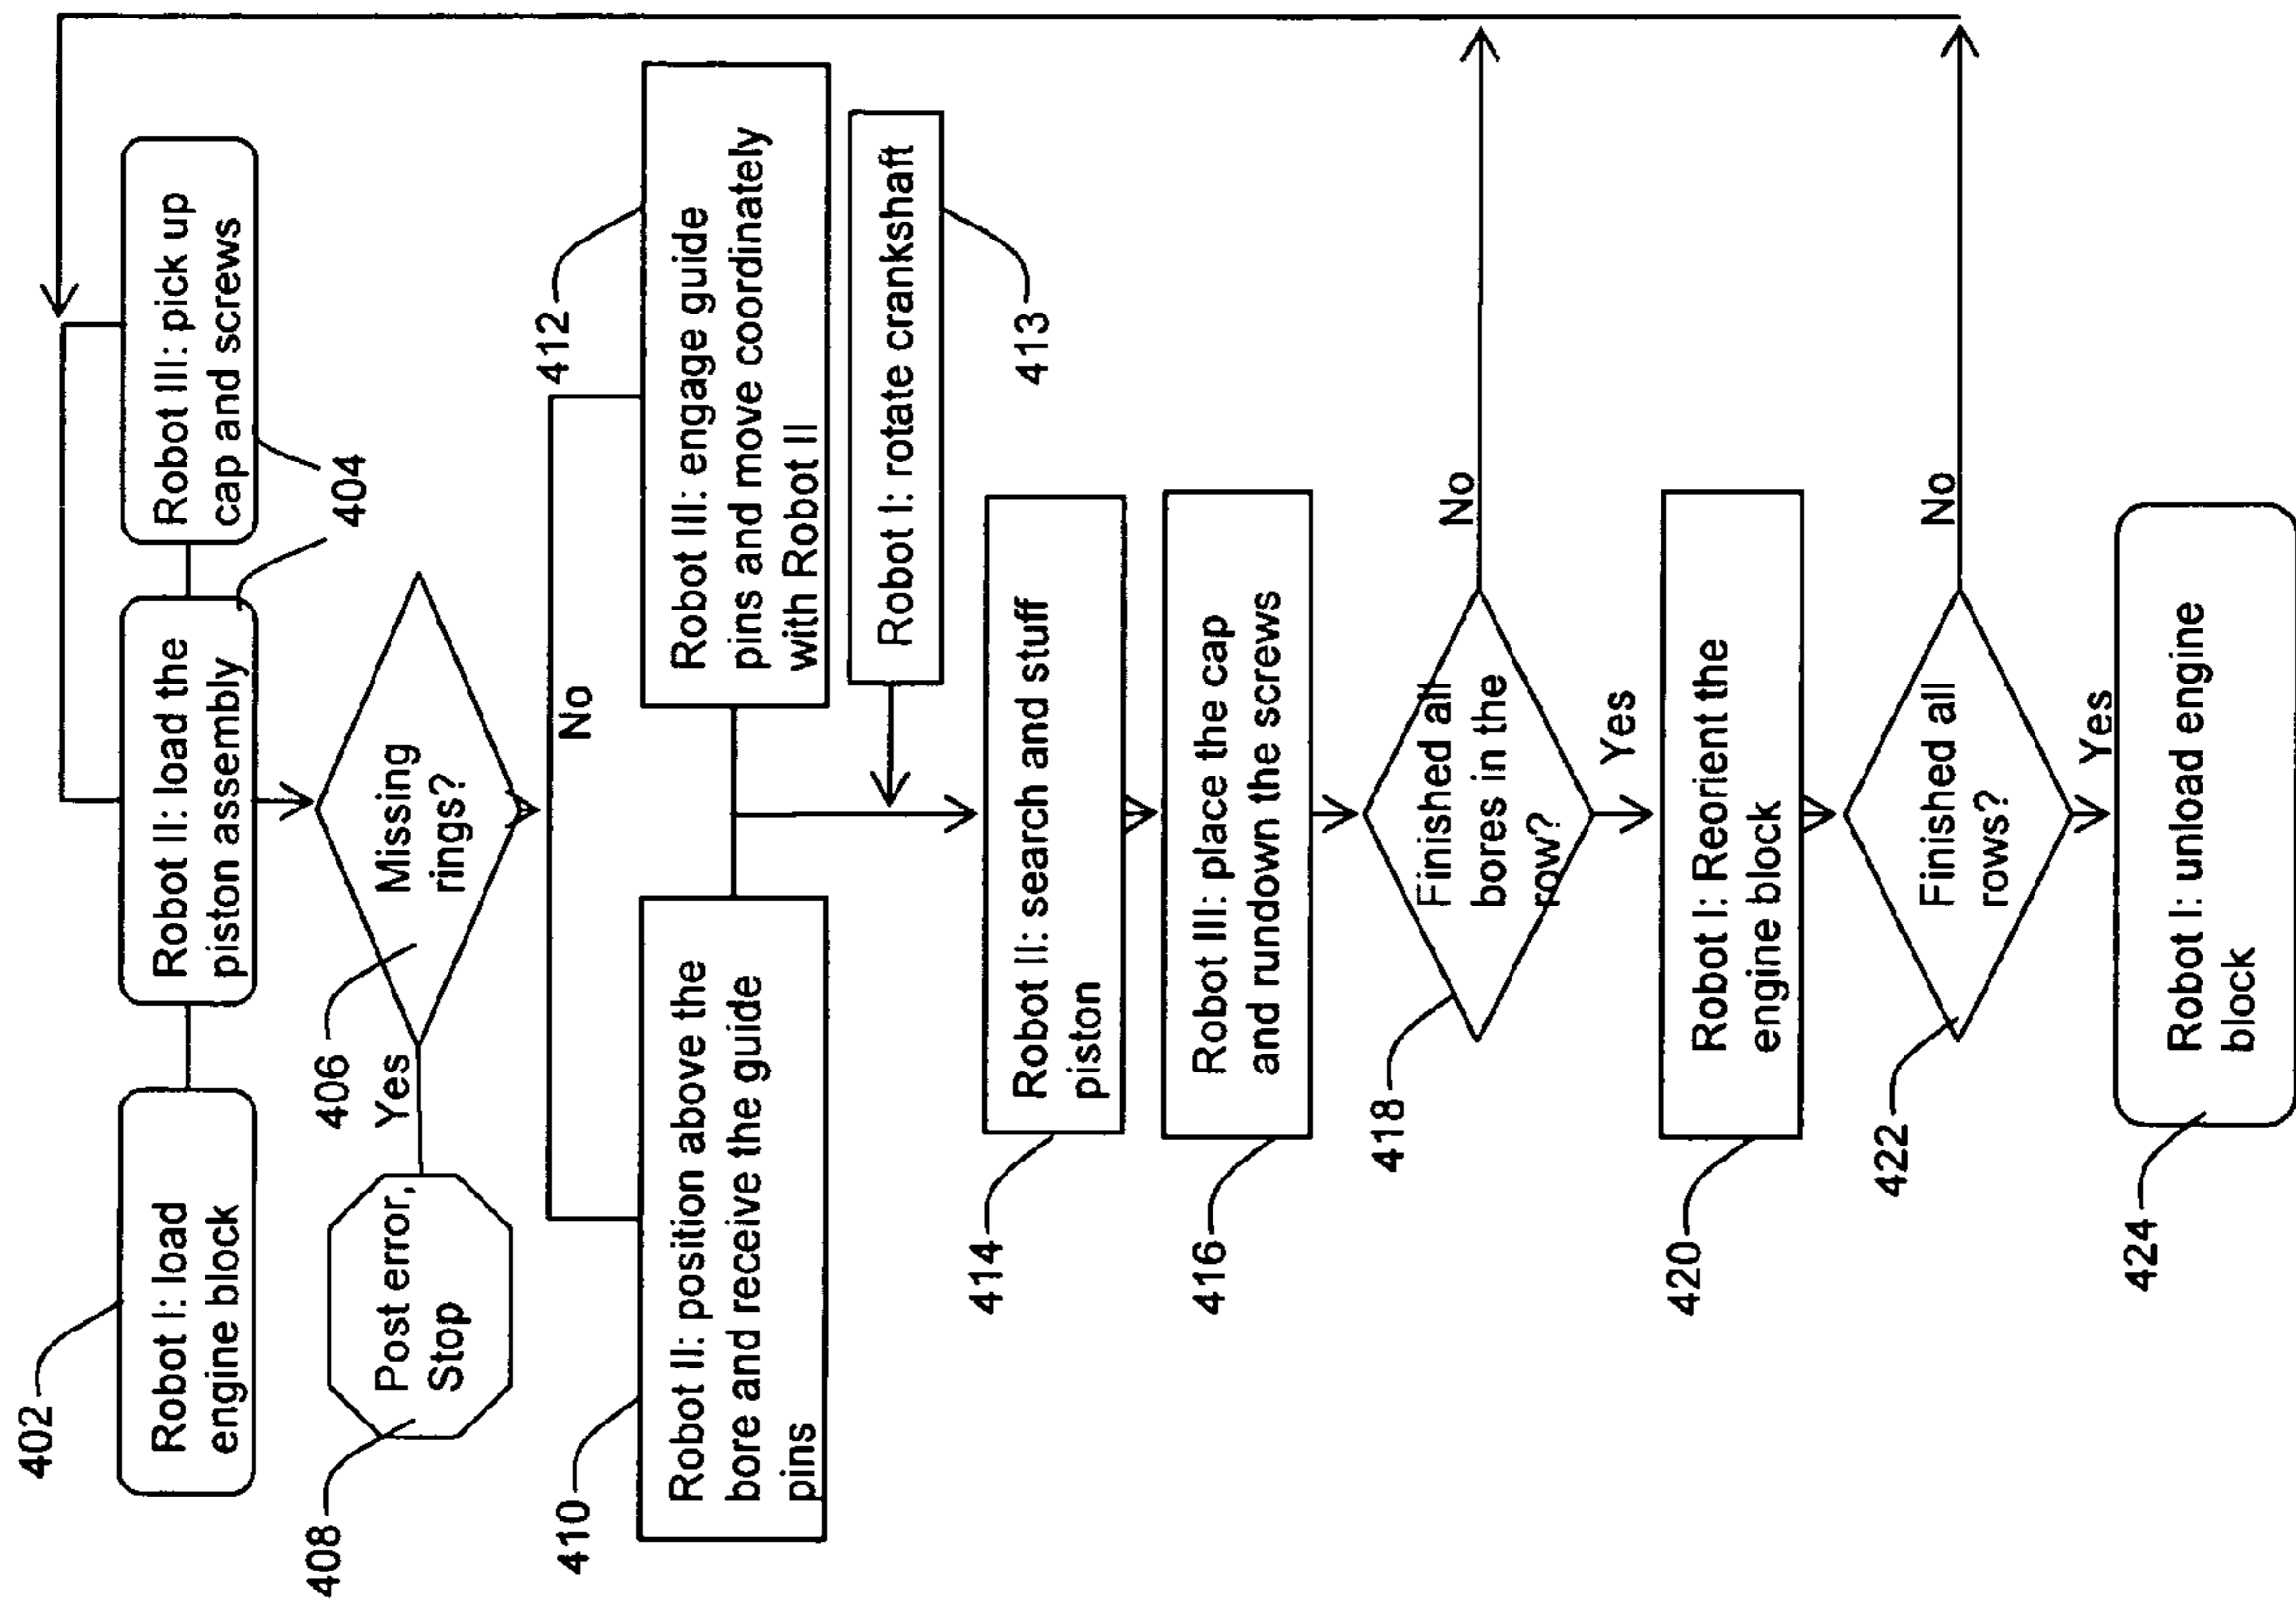 402
Robot I: load
engine block
Robot II: load the
piston assembly
Robot III: pick up
cap and screws
404
406
Missing
rings?
Yes
408
Post error,
Stop
No
410
Robot II: position above the
bore and receive the guide
pins
412
Robot III: engage guide
pins and move coordinately
with Robot II
Robot I: rotate crankshaft
413
414
Robot II: search and stuff
piston
416
Robot III: place the cap
and rundown the screws
418
Finished all
bores in the
row?
No
Yes
420
Robot I: Reorient the
engine block
422
Finished all
rows?
No
Yes
424
Robot I: unload engine
block